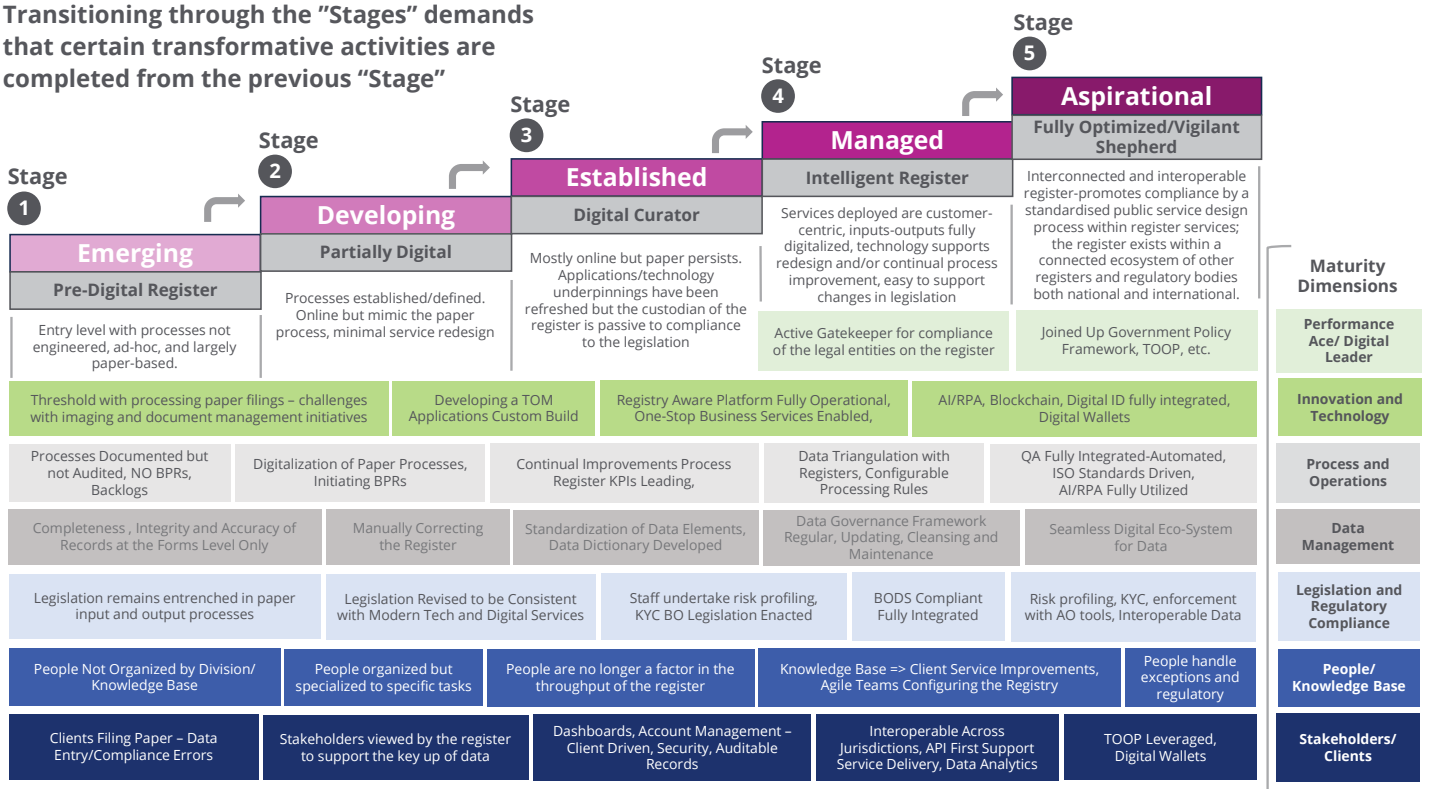 Transitioning through the ”Stages” demands
that certain transformative activities are
completed from the previous “Stage”
Stage
1
Emerging
Pre-Digital Register
Entry level with processes not
engineered, ad-hoc, and largely
paper-based.
Stage
2
Developing
Partially Digital
Processes established/defined.
Online but mimic the paper
process, minimal service redesign
Stage
3
Established
Digital Curator
Mostly online but paper persists.
Applications/technology
underpinnings have been
refreshed but the custodian of the
register is passive to compliance
to the legislation
Stage
4
Managed
Intelligent Register
Services deployed are customer-
centric, inputs-outputs fully
digitalized, technology supports
redesign and/or continual process
improvement, easy to support
changes in legislation
Stage
5
Aspirational
Fully Optimized/Vigilant
Shepherd
Interconnected and interoperable
register-promotes compliance by a
standardised public service design
process within register services;
the register exists within a
connected ecosystem of other
registers and regulatory bodies
both national and international.
Maturity
Dimensions
Active Gatekeeper for compliance
of the legal entities on the register
Joined Up Government Policy
Framework, TOOP, etc.
Performance
Ace/ Digital
Leader
Threshold with processing paper filings – challenges
with imaging and document management initiatives
Developing a TOM
Applications Custom Build
Registry Aware Platform Fully Operational,
One-Stop Business Services Enabled,
AI/RPA, Blockchain, Digital ID fully integrated,
Digital Wallets
Innovation and
Technology
Processes Documented but
not Audited, NO BPRs,
Backlogs
Digitalization of Paper Processes,
Initiating BPRs
Continual Improvements Process
Register KPIs Leading,
Data Triangulation with
Registers, Configurable
Processing Rules
QA Fully Integrated-Automated,
ISO Standards Driven,
AI/RPA Fully Utilized
Process and
Operations
Completeness , Integrity and Accuracy of
Records at the Forms Level Only
Manually Correcting
the Register
Standardization of Data Elements,
Data Dictionary Developed
Data Governance Framework
Regular, Updating, Cleansing and
Maintenance
Seamless Digital Eco-System
for Data
Data
Management
Legislation remains entrenched in paper
input and output processes
Legislation Revised to be Consistent
with Modern Tech and Digital Services
Staff undertake risk profiling,
KYC BO Legislation Enacted
BODS Compliant
Fully Integrated
Risk profiling, KYC, enforcement
with AO tools, Interoperable Data
Legislation and
Regulatory
Compliance
People Not Organized by Division/
Knowledge Base
People organized but
specialized to specific tasks
People are no longer a factor in the
throughput of the register
Knowledge Base => Client Service Improvements,
Agile Teams Configuring the Registry
People handle
exceptions and
regulatory
People/
Knowledge Base
Clients Filing Paper – Data
Entry/Compliance Errors
Stakeholders viewed by the register
to support the key up of data
Dashboards, Account Management –
Client Driven, Security, Auditable
Records
Interoperable Across
Jurisdictions, API First Support
Service Delivery, Data Analytics
TOOP Leveraged,
Digital Wallets
Stakeholders/
Clients